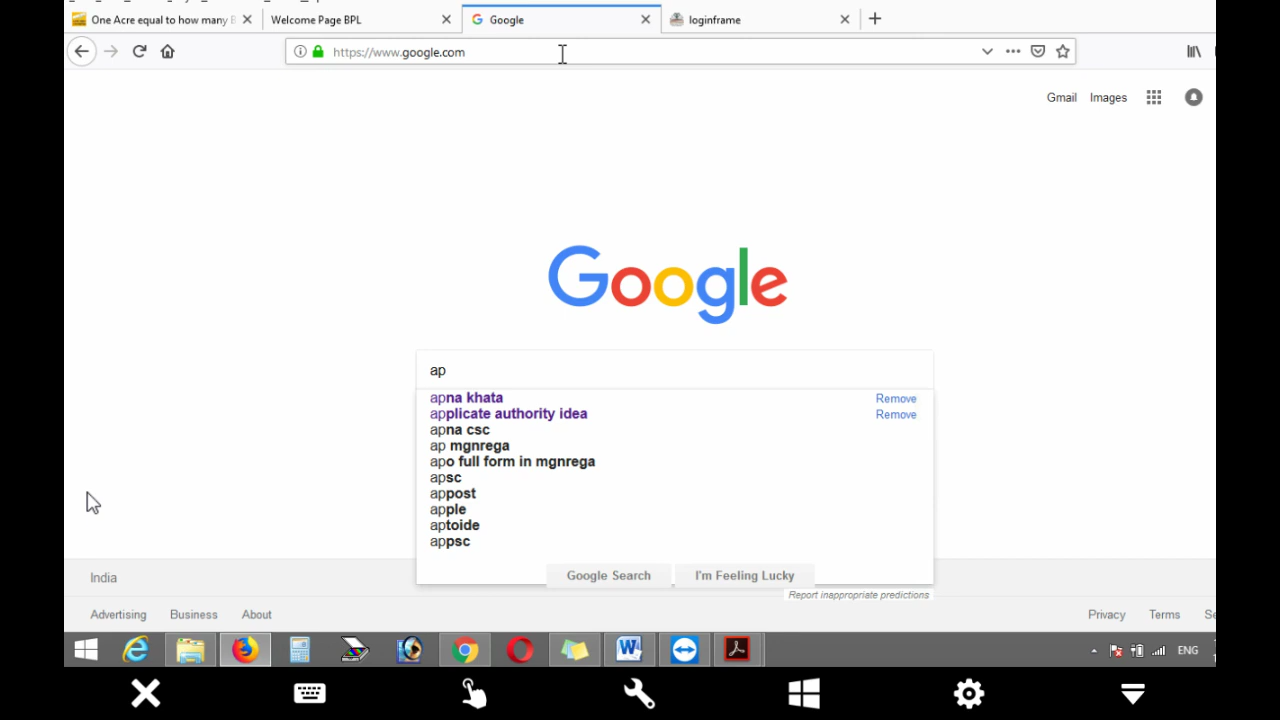 One Acre equal to how many B
Welcome Page BPL
Google
loginframe
https://www.google.com
Gmail Images
Google
ap
apna khata Remove
applicate authority idea Remove
apna csc
ap mgnrega
apo full form in mgnrega
apsc
appost
apple
aptoide
appsc
Google Search I'm Feeling Lucky
Report inappropriate predictions
India
Advertising Business About Privacy Terms Se
ENG